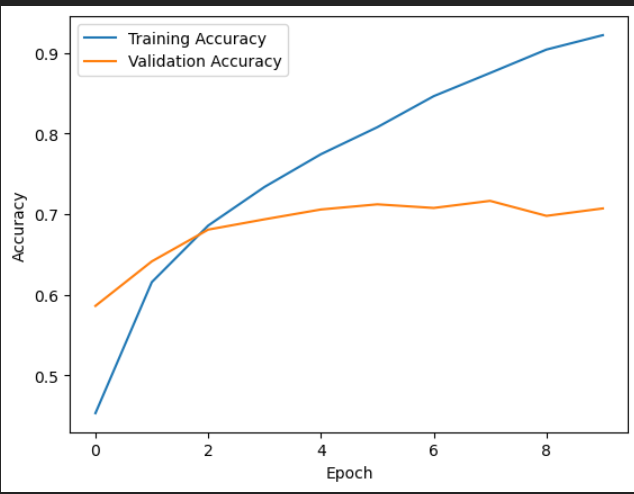 Training Accuracy
Validation Accuracy
0.9
0.8
0.7
0.6
0.5
Accuracy
0 2 4 6 8
Epoch